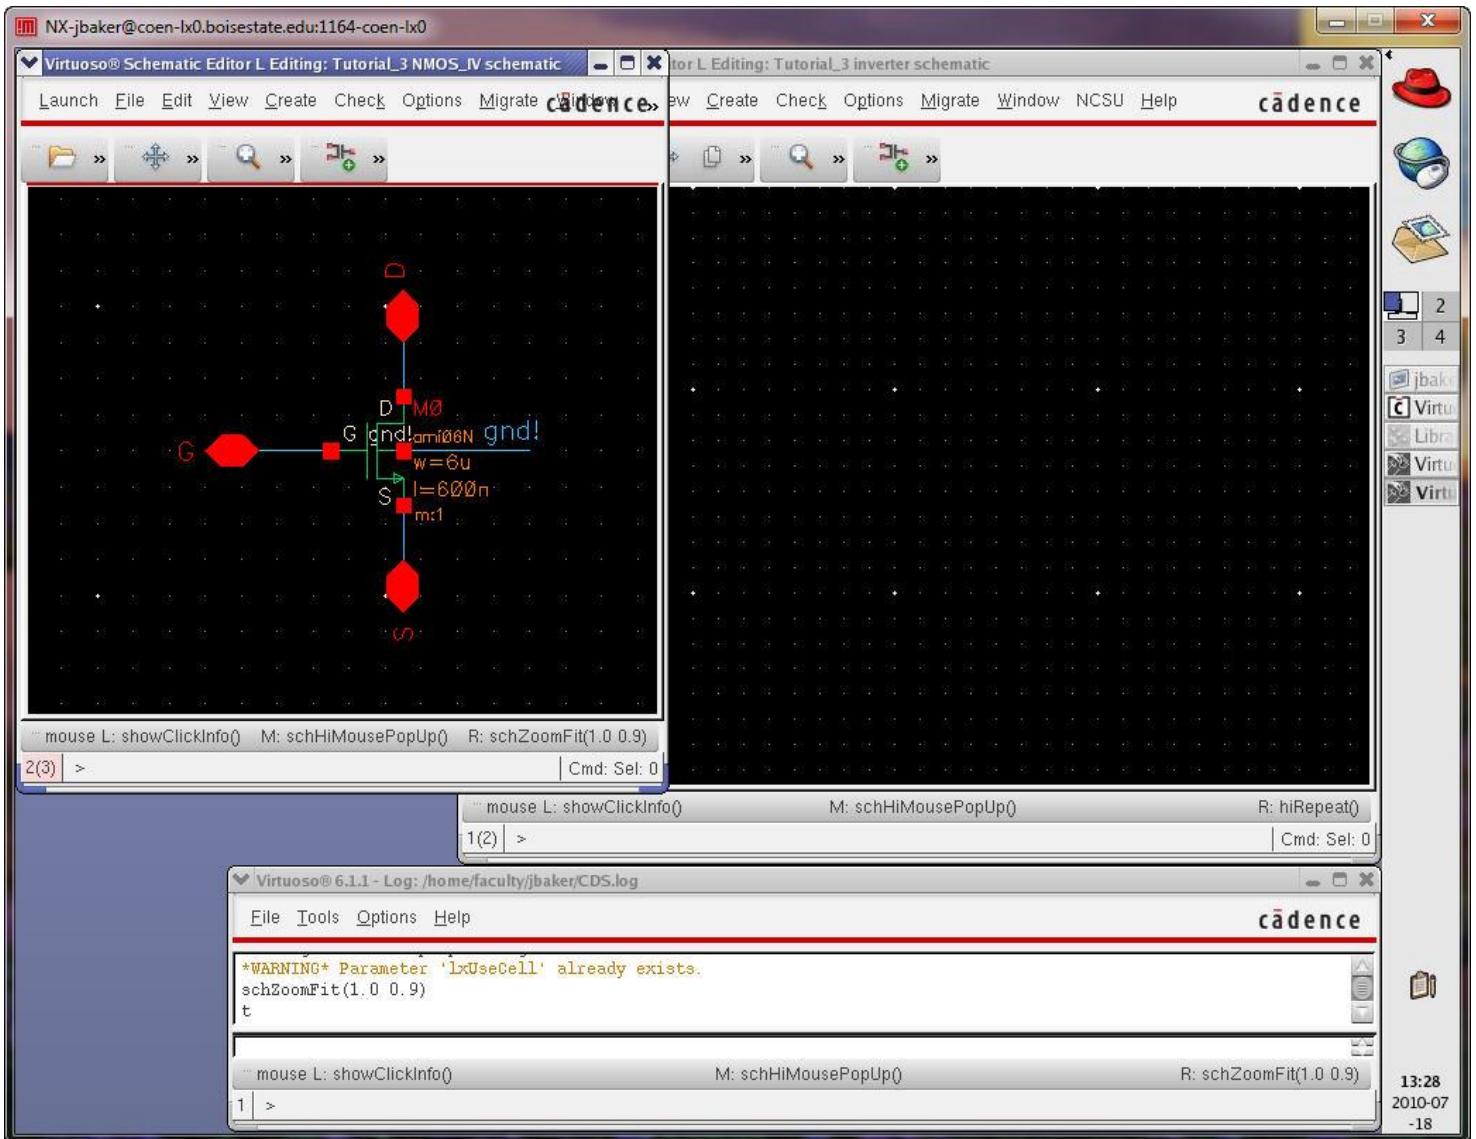 NX-jbaker@coen-lx0.boisestate.edu:1164-coen-lx0
Virtuoso® Schematic Editor L Editing: Tutorial_3 NMOS_IV schematic
Launch File Edit View Create Check Options Migrate cādence »
» » » »
D
D M0
G G gnd! ami06N gnd!
w=6u
S l=600n
m:1
S
mouse L: showClickInfo() M: schHiMousePopUp() R: schZoomFit(1.0 0.9)
2(3) > Cmd: Sel: 0
tor L Editing: Tutorial_3 inverter schematic
ew Create Check Options Migrate Window NCSU Help cādence
» » »
mouse L: showClickInfo() M: schHiMousePopUp() R: hiRepeat()
1(2) > Cmd: Sel: 0
Virtuoso® 6.1.1 - Log: /home/faculty/jbaker/CDS.log
File Tools Options Help cādence
*WARNING* Parameter 'lxUseCell' already exists.
schZoomFit(1.0 0.9)
t
mouse L: showClickInfo() M: schHiMousePopUp() R: schZoomFit(1.0 0.9)
1 >
2
3 4
jbake
Virtu
Libra
Virtu
Virtu
13:28
2010-07
-18